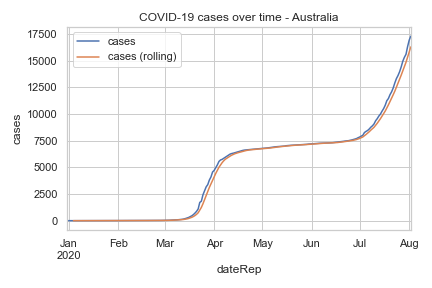 COVID-19 cases over time - Australia
cases
cases (rolling)
17500
15000
12500
10000
7500
5000
2500
0
cases
Jan Feb Mar Apr May Jun Jul Aug
2020
dateRep